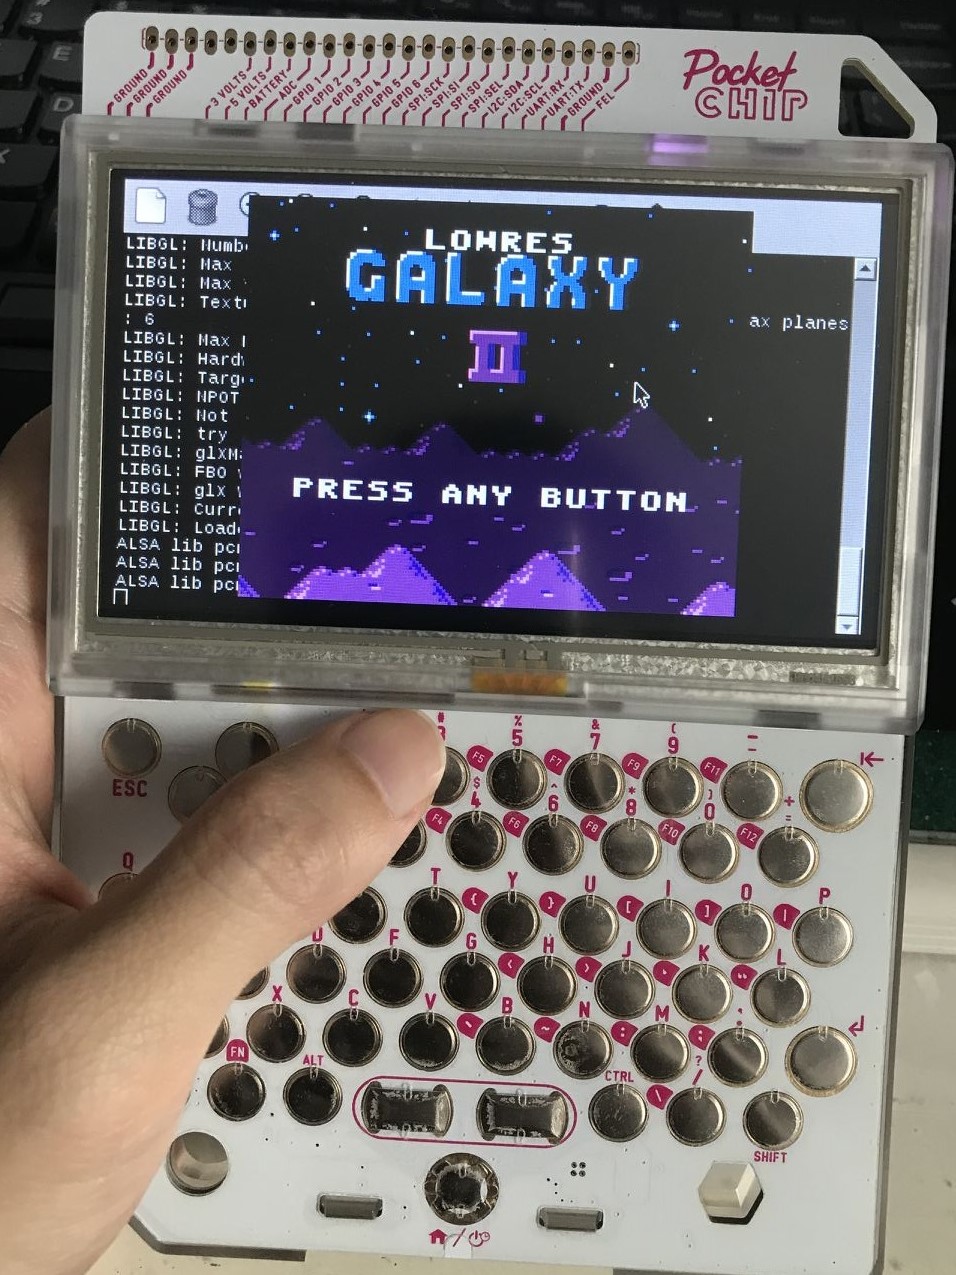 Pocket
CHIP
GROUND
GROUND
GROUND
3 VOLTS
5 VOLTS
BATTERY
ADC
GPIO 1
GPIO 2
GPIO 3
GPIO 4
GPIO 5
GPIO 6
SPI:SCK
SPI:SI
SPI:SO
SPI:SEL
I2C:SDA
I2C:SCL
UART:RX
UART:TX
GROUND
FEL
LOWRES
GALAXY
II
PRESS ANY BUTTON
LIBGL: Numb
LIBGL: Max
LIBGL: Max
LIBGL: Text
ax planes
: 6
LIBGL: Max
LIBGL: Hard
LIBGL: Targ
LIBGL: NPOT
LIBGL: Not
LIBGL: try
LIBGL: glXM
LIBGL: FBO
LIBGL: glx
LIBGL: Curr
LIBGL: Load
ALSA lib pc
ALSA lib pc
ALSA lib pc
ESC
# % & ( _
3 5 7 9 -
F5 F7 F9 F11
$ ^ * ) +
4 6 8 0 =
F4 F6 F8 F10 F12
Q T Y U I O P
{ } [ ] |
D F G H J K L
< > ' "
X C V B N M
` ~ : ;
FN ALT CTRL \ ? /
SHIFT